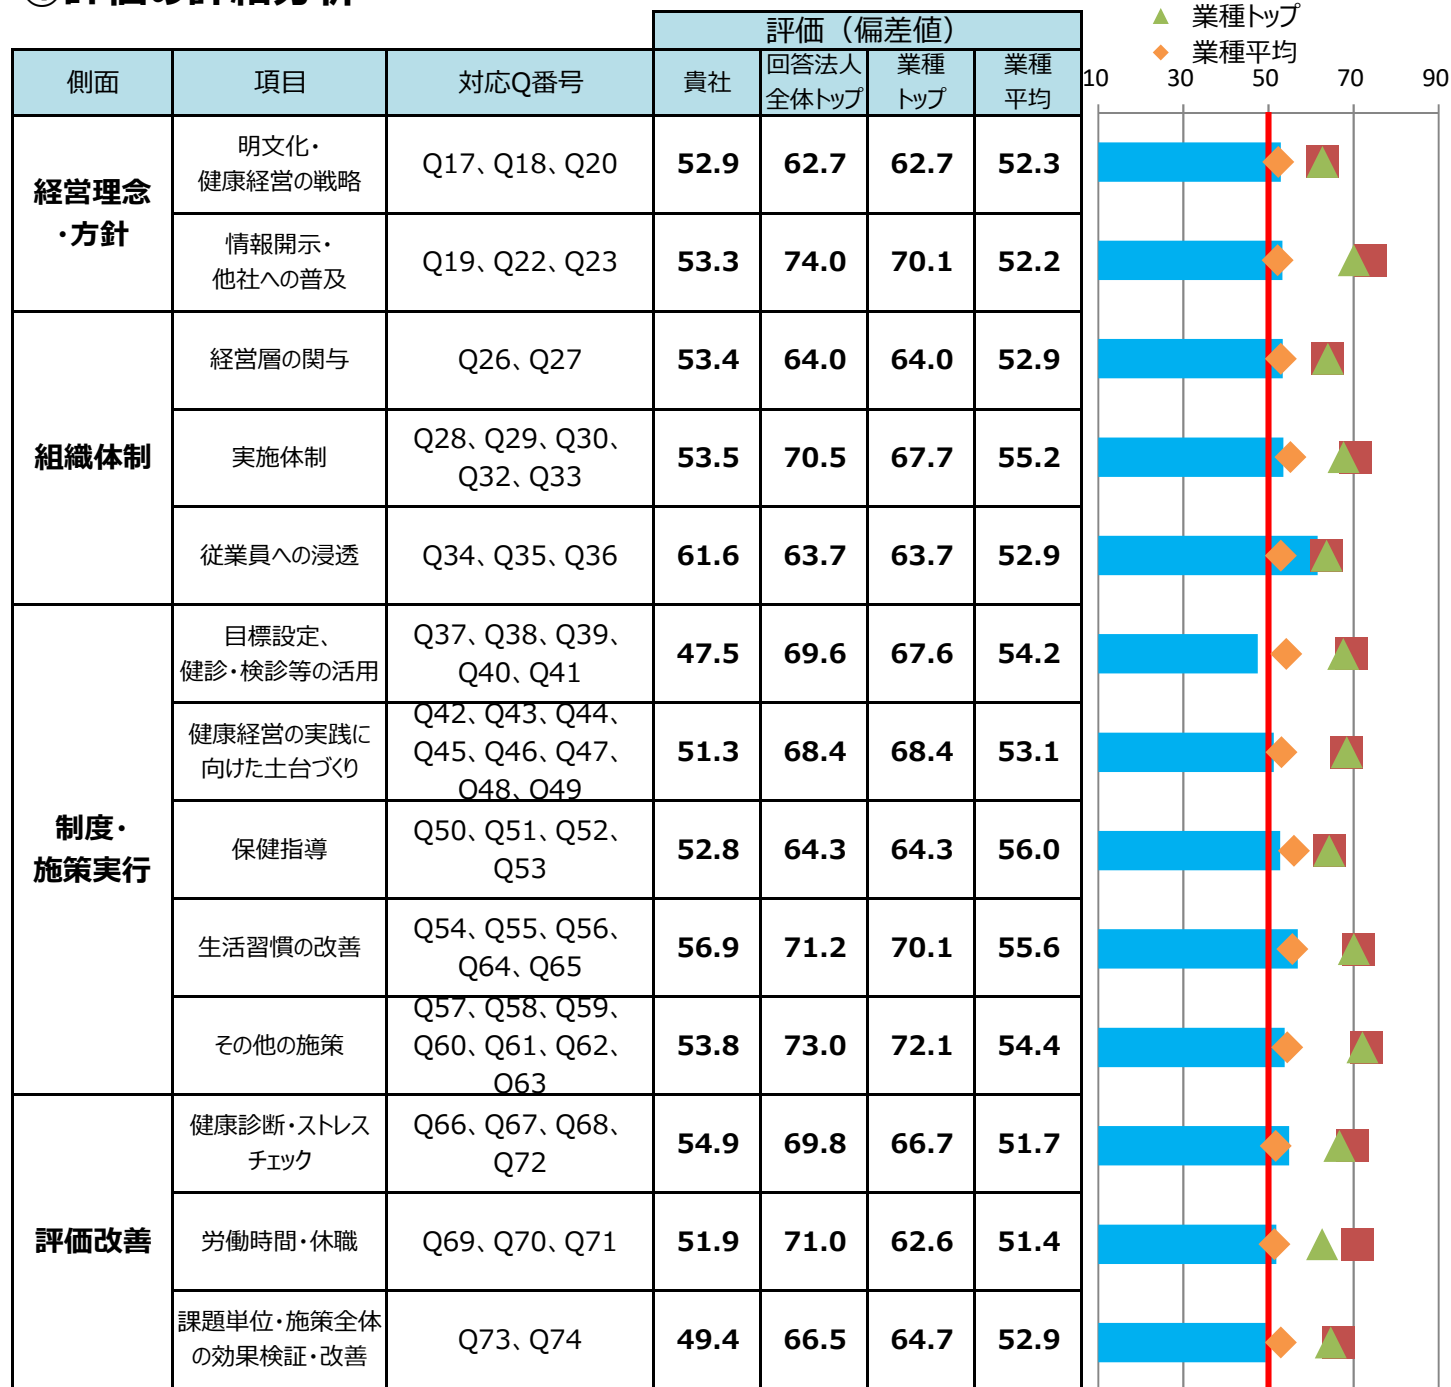 評価（偏差値）
▲ 業種トップ
◆ 業種平均
側面 項目 対応Q番号 貴社 回答法人全体トップ 業種トップ 業種平均
10 30 50 70 90
経営理念
・方針
明文化・
健康経営の戦略
Q17、Q18、Q20
52.9 62.7 62.7 52.3
情報開示・
他社への普及
Q19、Q22、Q23
53.3 74.0 70.1 52.2
組織体制
経営層の関与
Q26、Q27
53.4 64.0 64.0 52.9
実施体制
Q28、Q29、Q30、
Q32、Q33
53.5 70.5 67.7 55.2
従業員への浸透
Q34、Q35、Q36
61.6 63.7 63.7 52.9
制度・
施策実行
目標設定、
健診・検診等の活用
Q37、Q38、Q39、
Q40、Q41
47.5 69.6 67.6 54.2
健康経営の実践に
向けた土台づくり
Q42、Q43、Q44、
Q45、Q46、Q47、
Q48、Q49
51.3 68.4 68.4 53.1
保健指導
Q50、Q51、Q52、
Q53
52.8 64.3 64.3 56.0
生活習慣の改善
Q54、Q55、Q56、
Q64、Q65
56.9 71.2 70.1 55.6
その他の施策
Q57、Q58、Q59、
Q60、Q61、Q62、
Q63
53.8 73.0 72.1 54.4
評価改善
健康診断・ストレス
チェック
Q66、Q67、Q68、
Q72
54.9 69.8 66.7 51.7
労働時間・休職
Q69、Q70、Q71
51.9 71.0 62.6 51.4
課題単位・施策全体
の効果検証・改善
Q73、Q74
49.4 66.5 64.7 52.9